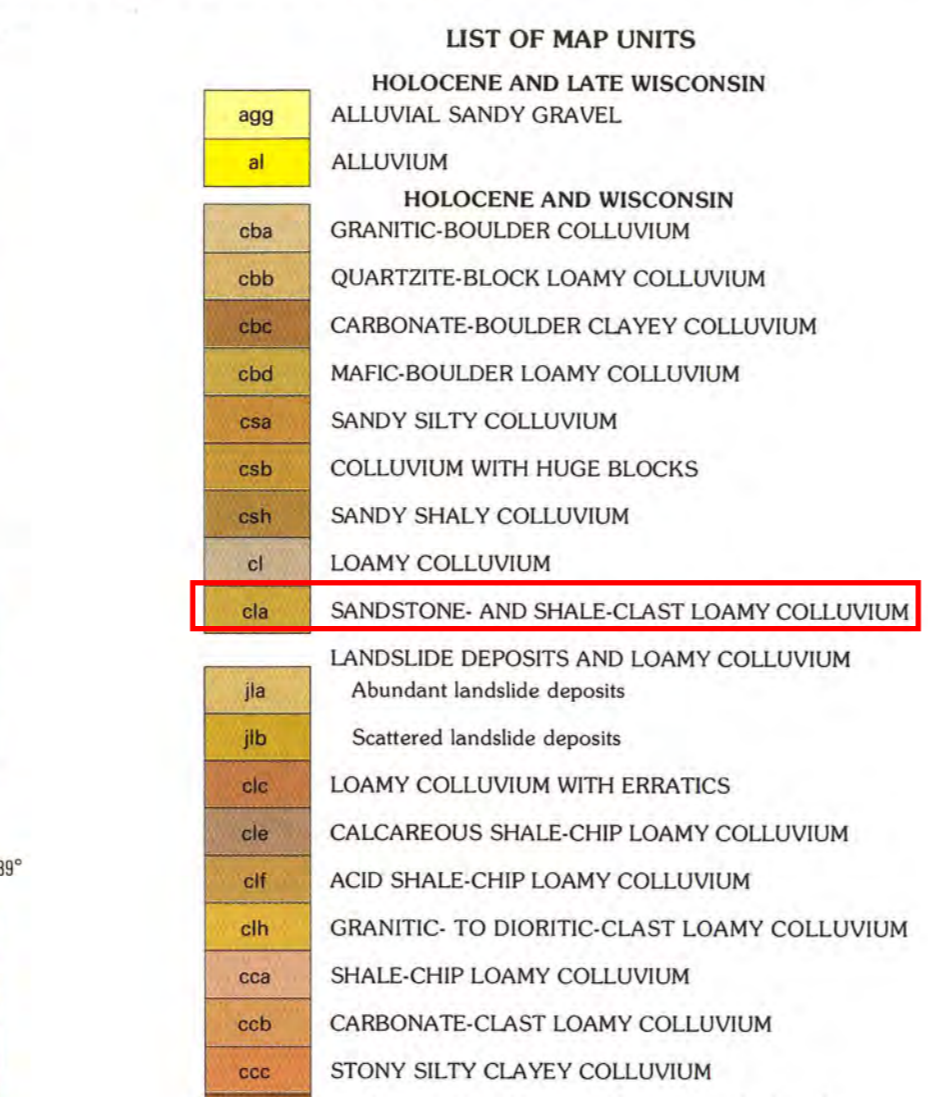 LIST OF MAP UNITS
HOLOCENE AND LATE WISCONSIN
agg ALLUVIAL SANDY GRAVEL
al ALLUVIUM
HOLOCENE AND WISCONSIN
cba GRANITIC-BOULDER COLLUVIUM
cbb QUARTZITE-BLOCK LOAMY COLLUVIUM
cbc CARBONATE-BOULDER CLAYEY COLLUVIUM
cbd MAFIC-BOULDER LOAMY COLLUVIUM
csa SANDY SILTY COLLUVIUM
csb COLLUVIUM WITH HUGE BLOCKS
csh SANDY SHALY COLLUVIUM
cl LOAMY COLLUVIUM
cla SANDSTONE- AND SHALE-CLAST LOAMY COLLUVIUM
LANDSLIDE DEPOSITS AND LOAMY COLLUVIUM
jla Abundant landslide deposits
jlb Scattered landslide deposits
clc LOAMY COLLUVIUM WITH ERRATICS
cle CALCAREOUS SHALE-CHIP LOAMY COLLUVIUM
39°
clf ACID SHALE-CHIP LOAMY COLLUVIUM
clh GRANITIC- TO DIORITIC-CLAST LOAMY COLLUVIUM
cca SHALE-CHIP LOAMY COLLUVIUM
ccb CARBONATE-CLAST LOAMY COLLUVIUM
ccc STONY SILTY CLAYEY COLLUVIUM